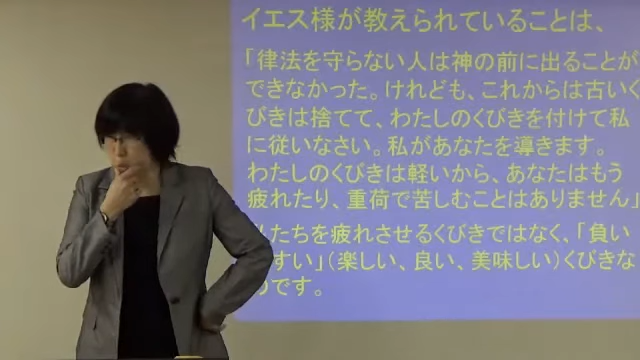 イエス様が教えられていることは、
「律法を守らない人は神の前に出ることが
できなかった。けれども、これからは古いく
びきは捨てて、わたしのくびきを付けて私
に従いなさい。私があなたを導きます。
わたしのくびきは軽いから、あなたはもう
疲れたり、重荷で苦しむことはありません」
たちを疲れさせるくびきではなく、「負い
すい」（楽しい、良い、美味しい）くびきな
のです。